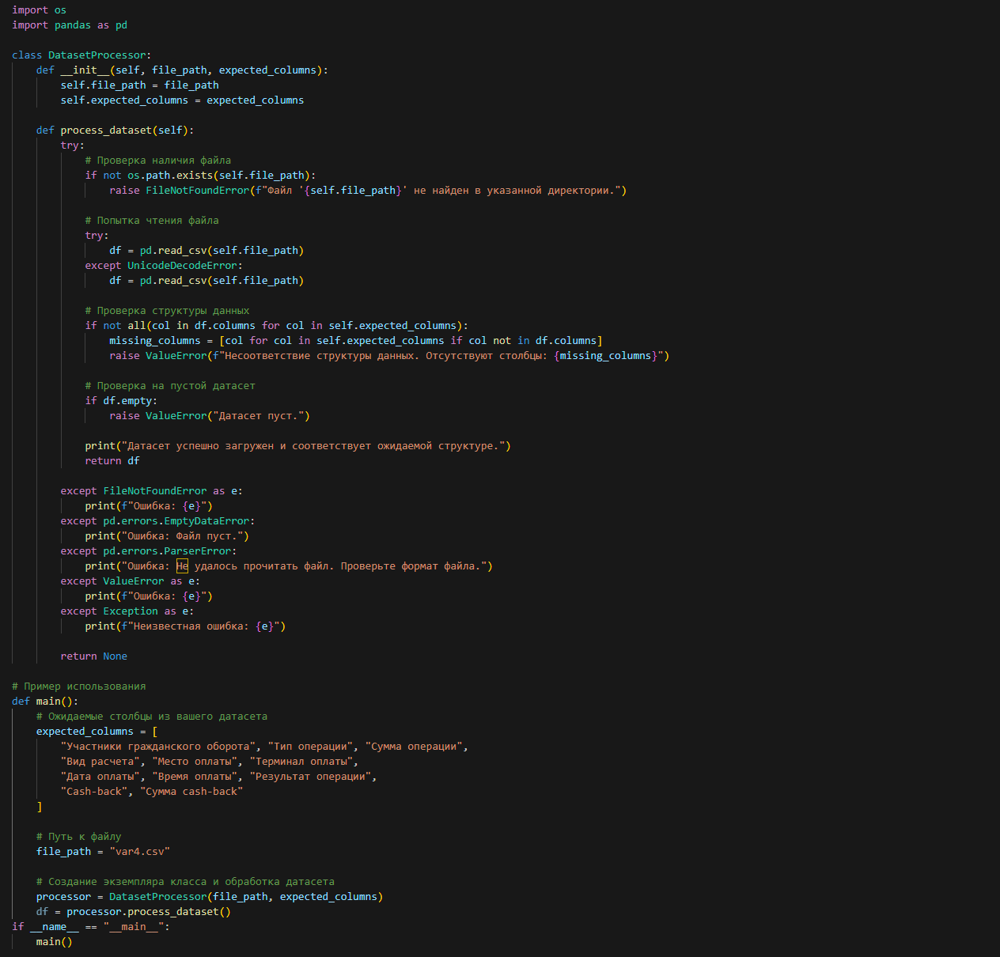 import os
import pandas as pd

class DatasetProcessor:
    def __init__(self, file_path, expected_columns):
        self.file_path = file_path
        self.expected_columns = expected_columns

    def process_dataset(self):
        try:
            # Проверка наличия файла
            if not os.path.exists(self.file_path):
                raise FileNotFoundError(f"Файл '{self.file_path}' не найден в указанной директории.")

            # Попытка чтения файла
            try:
                df = pd.read_csv(self.file_path)
            except UnicodeDecodeError:
                df = pd.read_csv(self.file_path)

            # Проверка структуры данных
            if not all(col in df.columns for col in self.expected_columns):
                missing_columns = [col for col in self.expected_columns if col not in df.columns]
                raise ValueError(f"Несоответствие структуры данных. Отсутствуют столбцы: {missing_columns}")

            # Проверка на пустой датасет
            if df.empty:
                raise ValueError("Датасет пуст.")

            print("Датасет успешно загружен и соответствует ожидаемой структуре.")
            return df

        except FileNotFoundError as e:
            print(f"Ошибка: {e}")
        except pd.errors.EmptyDataError:
            print("Ошибка: Файл пуст.")
        except pd.errors.ParserError:
            print("Ошибка: Не удалось прочитать файл. Проверьте формат файла.")
        except ValueError as e:
            print(f"Ошибка: {e}")
        except Exception as e:
            print(f"Неизвестная ошибка: {e}")

        return None

# Пример использования
def main():
    # Ожидаемые столбцы из вашего датасета
    expected_columns = [
        "Участники гражданского оборота", "Тип операции", "Сумма операции",
        "Вид расчета", "Место оплаты", "Терминал оплаты",
        "Дата оплаты", "Время оплаты", "Результат операции",
        "Cash-back", "Сумма cash-back"
    ]

    # Путь к файлу
    file_path = "var4.csv"

    # Создание экземпляра класса и обработка датасета
    processor = DatasetProcessor(file_path, expected_columns)
    df = processor.process_dataset()
if __name__ == "__main__":
    main()